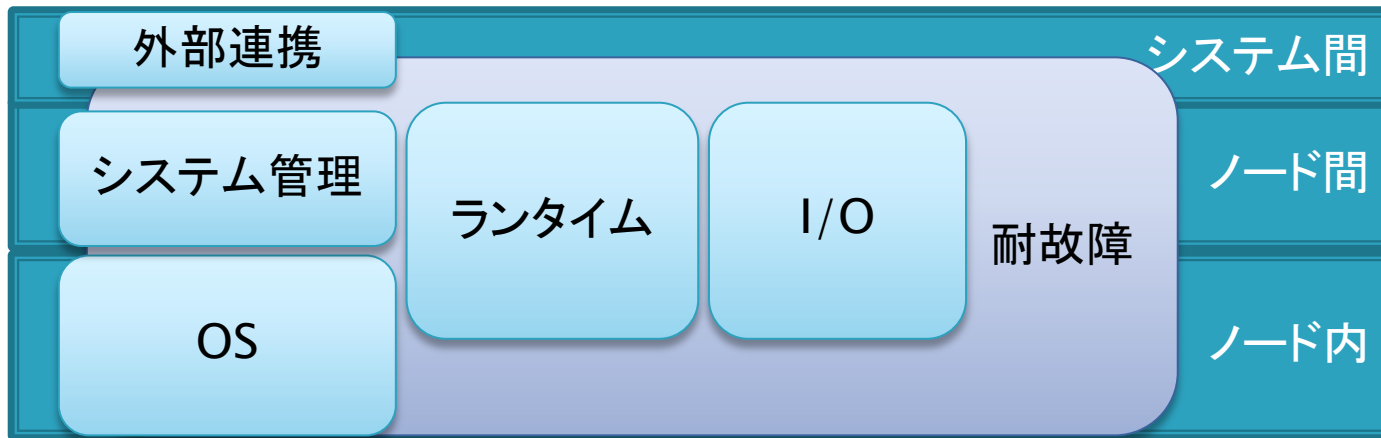 外部連携
システム間
システム管理
ランタイム
I/O
耐故障
ノード間
OS
ノード内